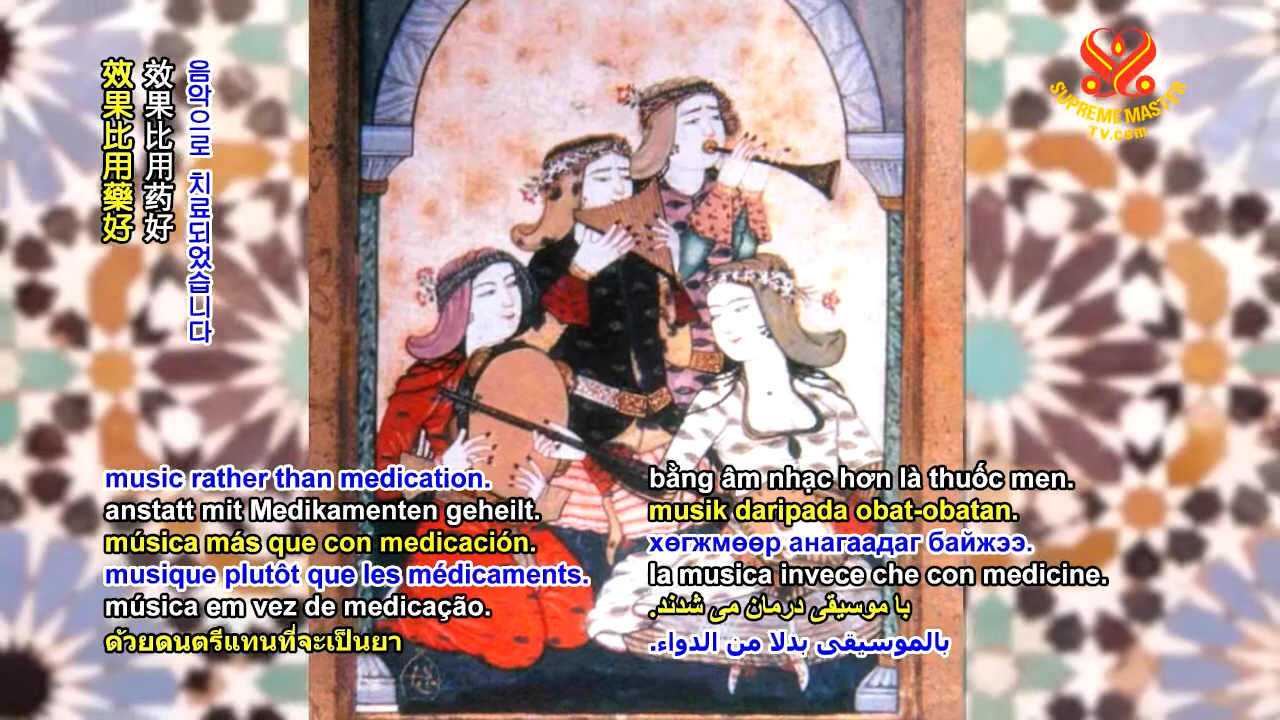 效果比用藥好
效果比用药好
음악으로 치료되었습니다
SUPREME MASTER
TV.com
music rather than medication.
anstatt mit Medikamenten geheilt.
música más que con medicación.
musique plutôt que les médicaments.
música em vez de medicação.
ด้วยดนตรีแทนที่จะเป็นยา
bằng âm nhạc hơn là thuốc men.
musik daripada obat-obatan.
хөгжмөөр анагаадаг байжээ.
la musica invece che con medicine.
با موسیقی درمان می شدند.
بالموسيقى بدلا من الدواء.